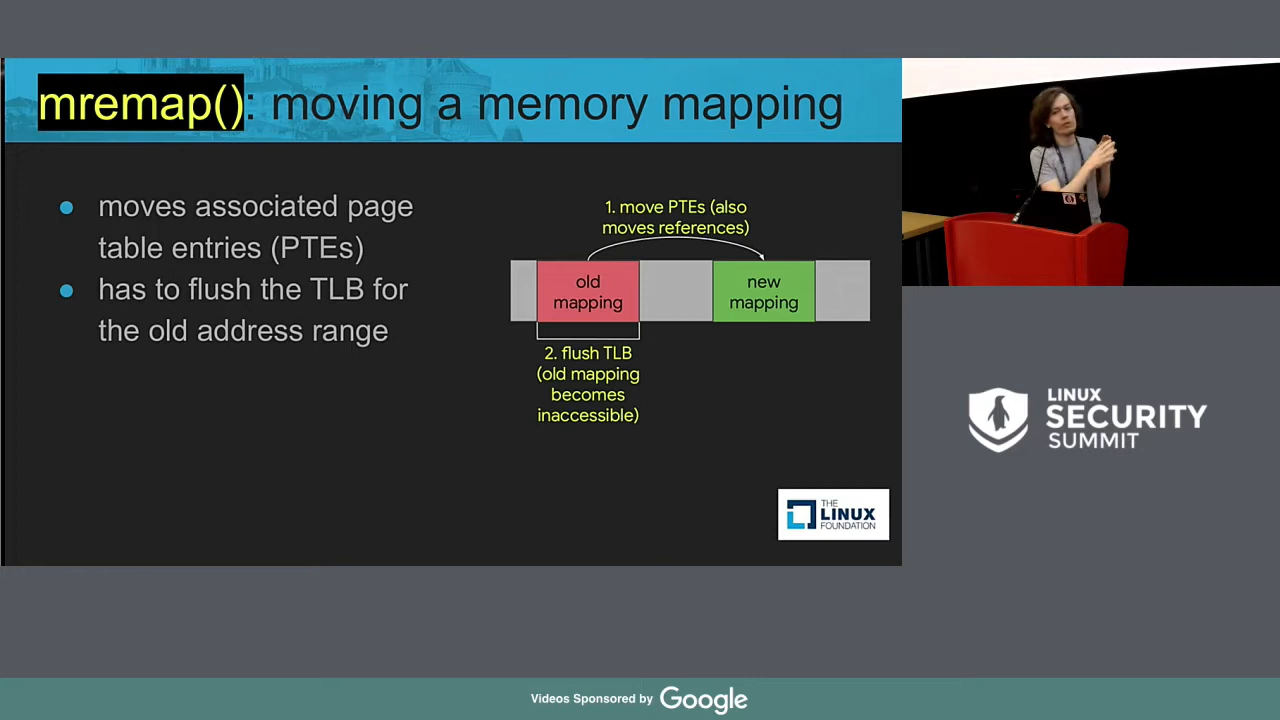 mremap(): moving a memory mapping
● moves associated page
table entries (PTEs)
● has to flush the TLB for
the old address range
1. move PTEs (also
moves references)
old
mapping
new
mapping
2. flush TLB
(old mapping
becomes
inaccessible)
THE
LINUX
FOUNDATION
LINUX
SECURITY
SUMMIT
Videos Sponsored by Google